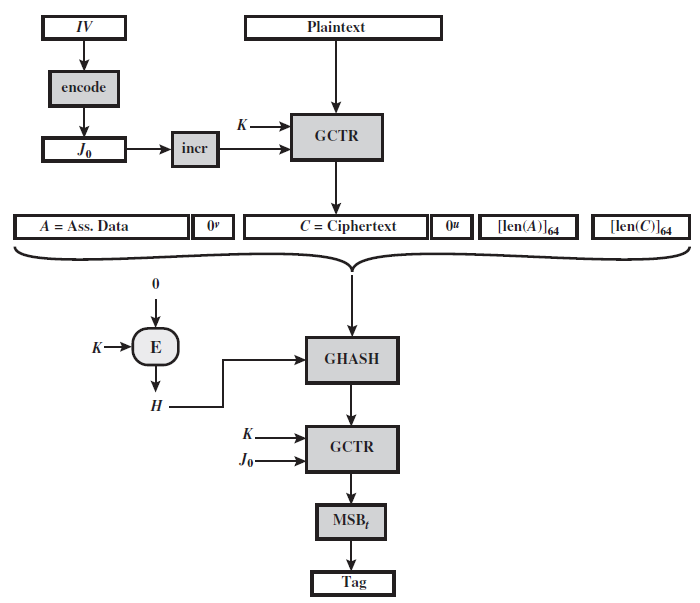 IV
Plaintext
encode
K
GCTR
J₀
incr
A = Ass. Data
0ᵛ
C = Ciphertext
0ᵘ
[len(A)]₆₄
[len(C)]₆₄
0
K
E
GHASH
H
K
GCTR
J₀
MSBₜ
Tag